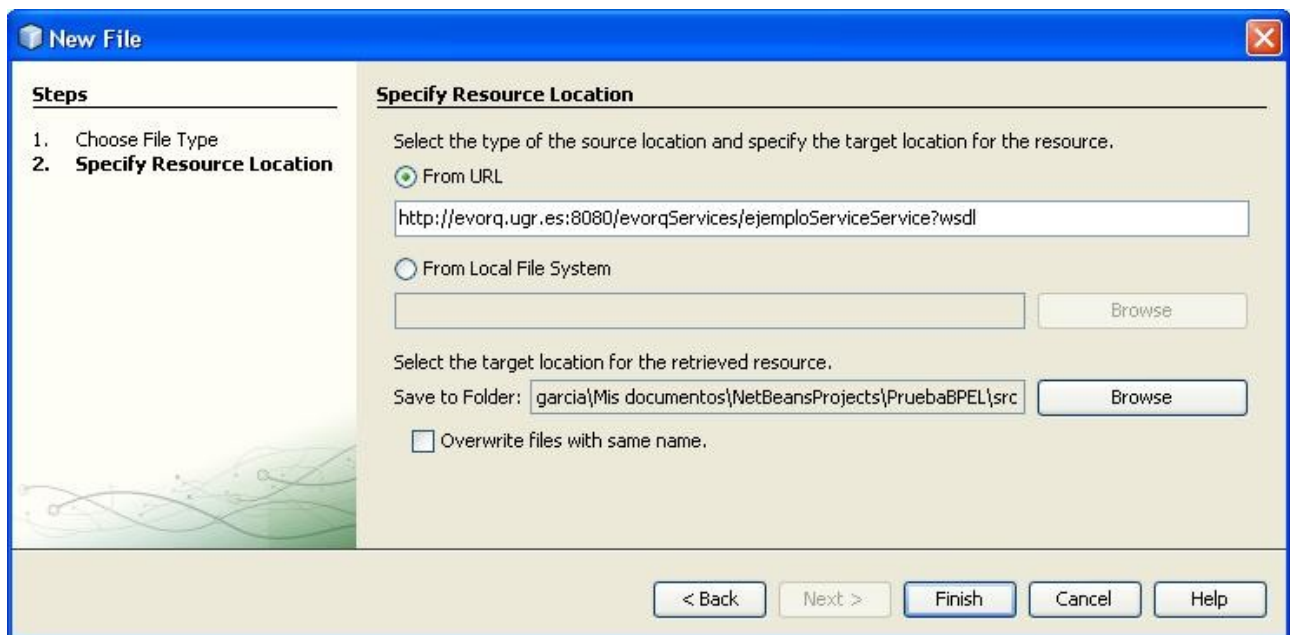 New File
Steps
1. Choose File Type
2. Specify Resource Location
Specify Resource Location
Select the type of the source location and specify the target location for the resource.
From URL
http://evorq.ugr.es:8080/evorqServices/ejemploServiceService?wsdl
From Local File System
Browse
Select the target location for the retrieved resource.
Save to Folder: garcia\Mis documentos\NetBeansProjects\PruebaBPEL\src Browse
Overwrite files with same name.
< Back Next > Finish Cancel Help